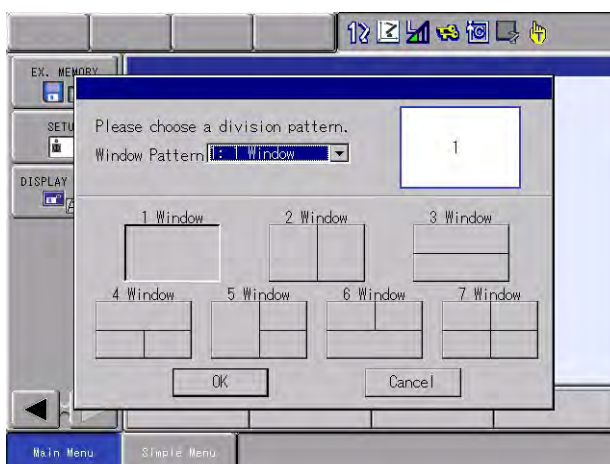 EX. MEMORY
SETU
DISPLAY
Please choose a division pattern.
Window Pattern 1: 1 Window
1
1 Window 2 Window 3 Window
4 Window 5 Window 6 Window 7 Window
OK Cancel
Main Menu Simple Menu